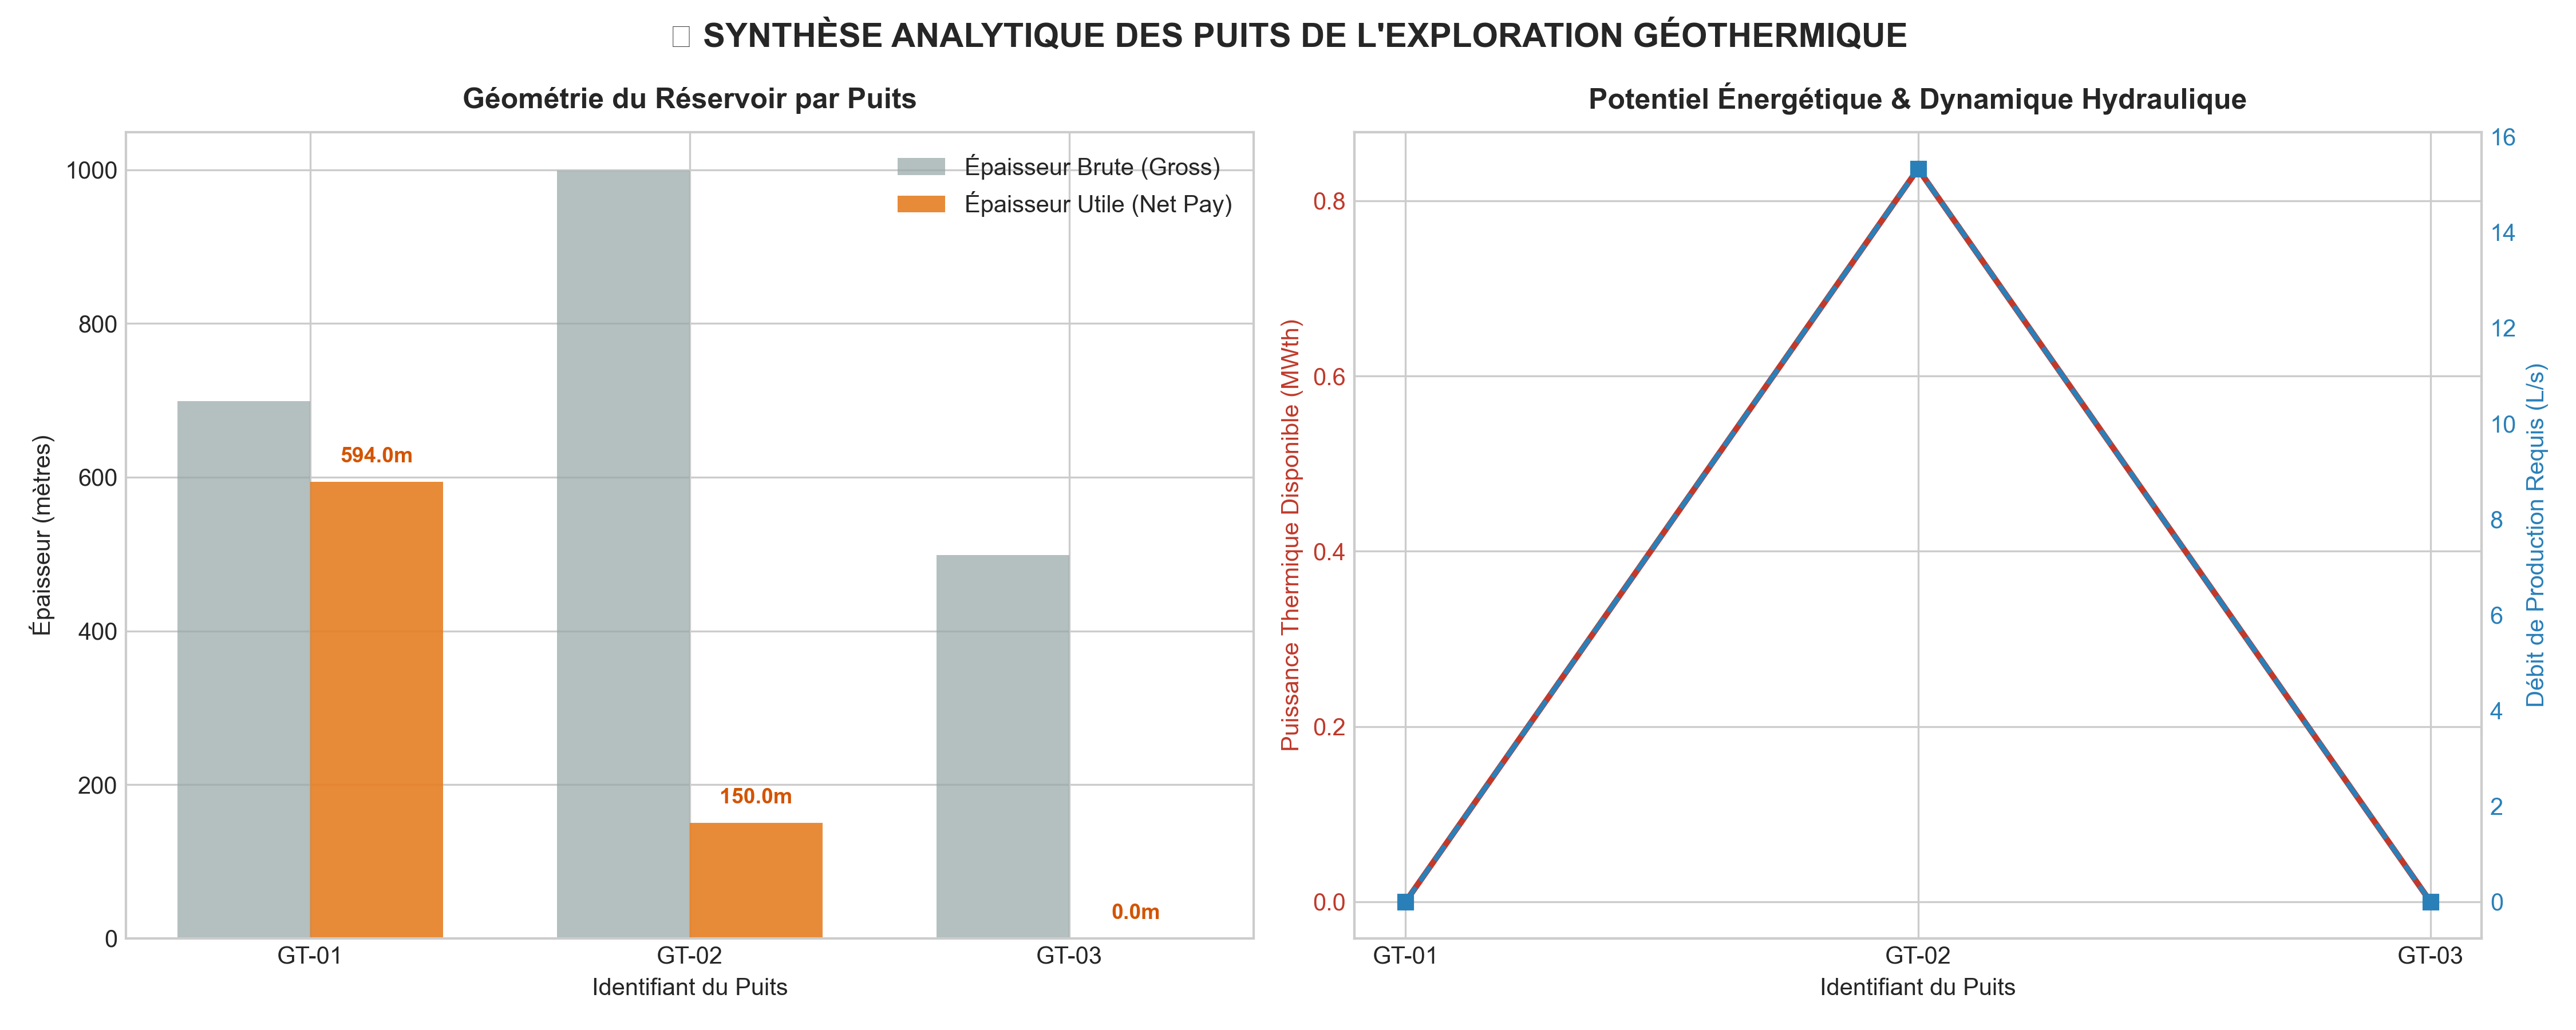 SYNTHÈSE ANALYTIQUE DES PUITS DE L'EXPLORATION GÉOTHERMIQUE
Géométrie du Réservoir par Puits
Épaisseur (mètres)
1000
800
600
400
200
0
Épaisseur Brute (Gross)
Épaisseur Utile (Net Pay)
594.0m
150.0m
0.0m
GT-01 GT-02 GT-03
Identifiant du Puits
Potentiel Énergétique & Dynamique Hydraulique
Puissance Thermique Disponible (MWth)
0.8
0.6
0.4
0.2
0.0
16
14
12
10
8
6
4
2
0
Débit de Production Requis (L/s)
GT-01 GT-02 GT-03
Identifiant du Puits